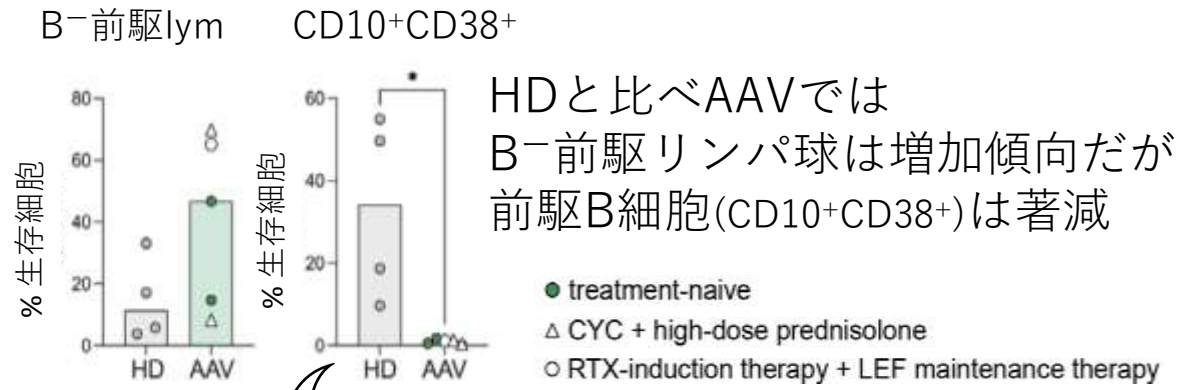 B⁻前駆lym
CD10⁺CD38⁺
% 生存細胞
80
60
40
20
0
HD AAV
% 生存細胞
60
40
20
0
*
HD AAV
HDと比べAAVでは
B⁻前駆リンパ球は増加傾向だが
前駆B細胞(CD10⁺CD38⁺)は著減
treatment-naive
CYC + high-dose prednisolone
RTX-induction therapy + LEF maintenance therapy